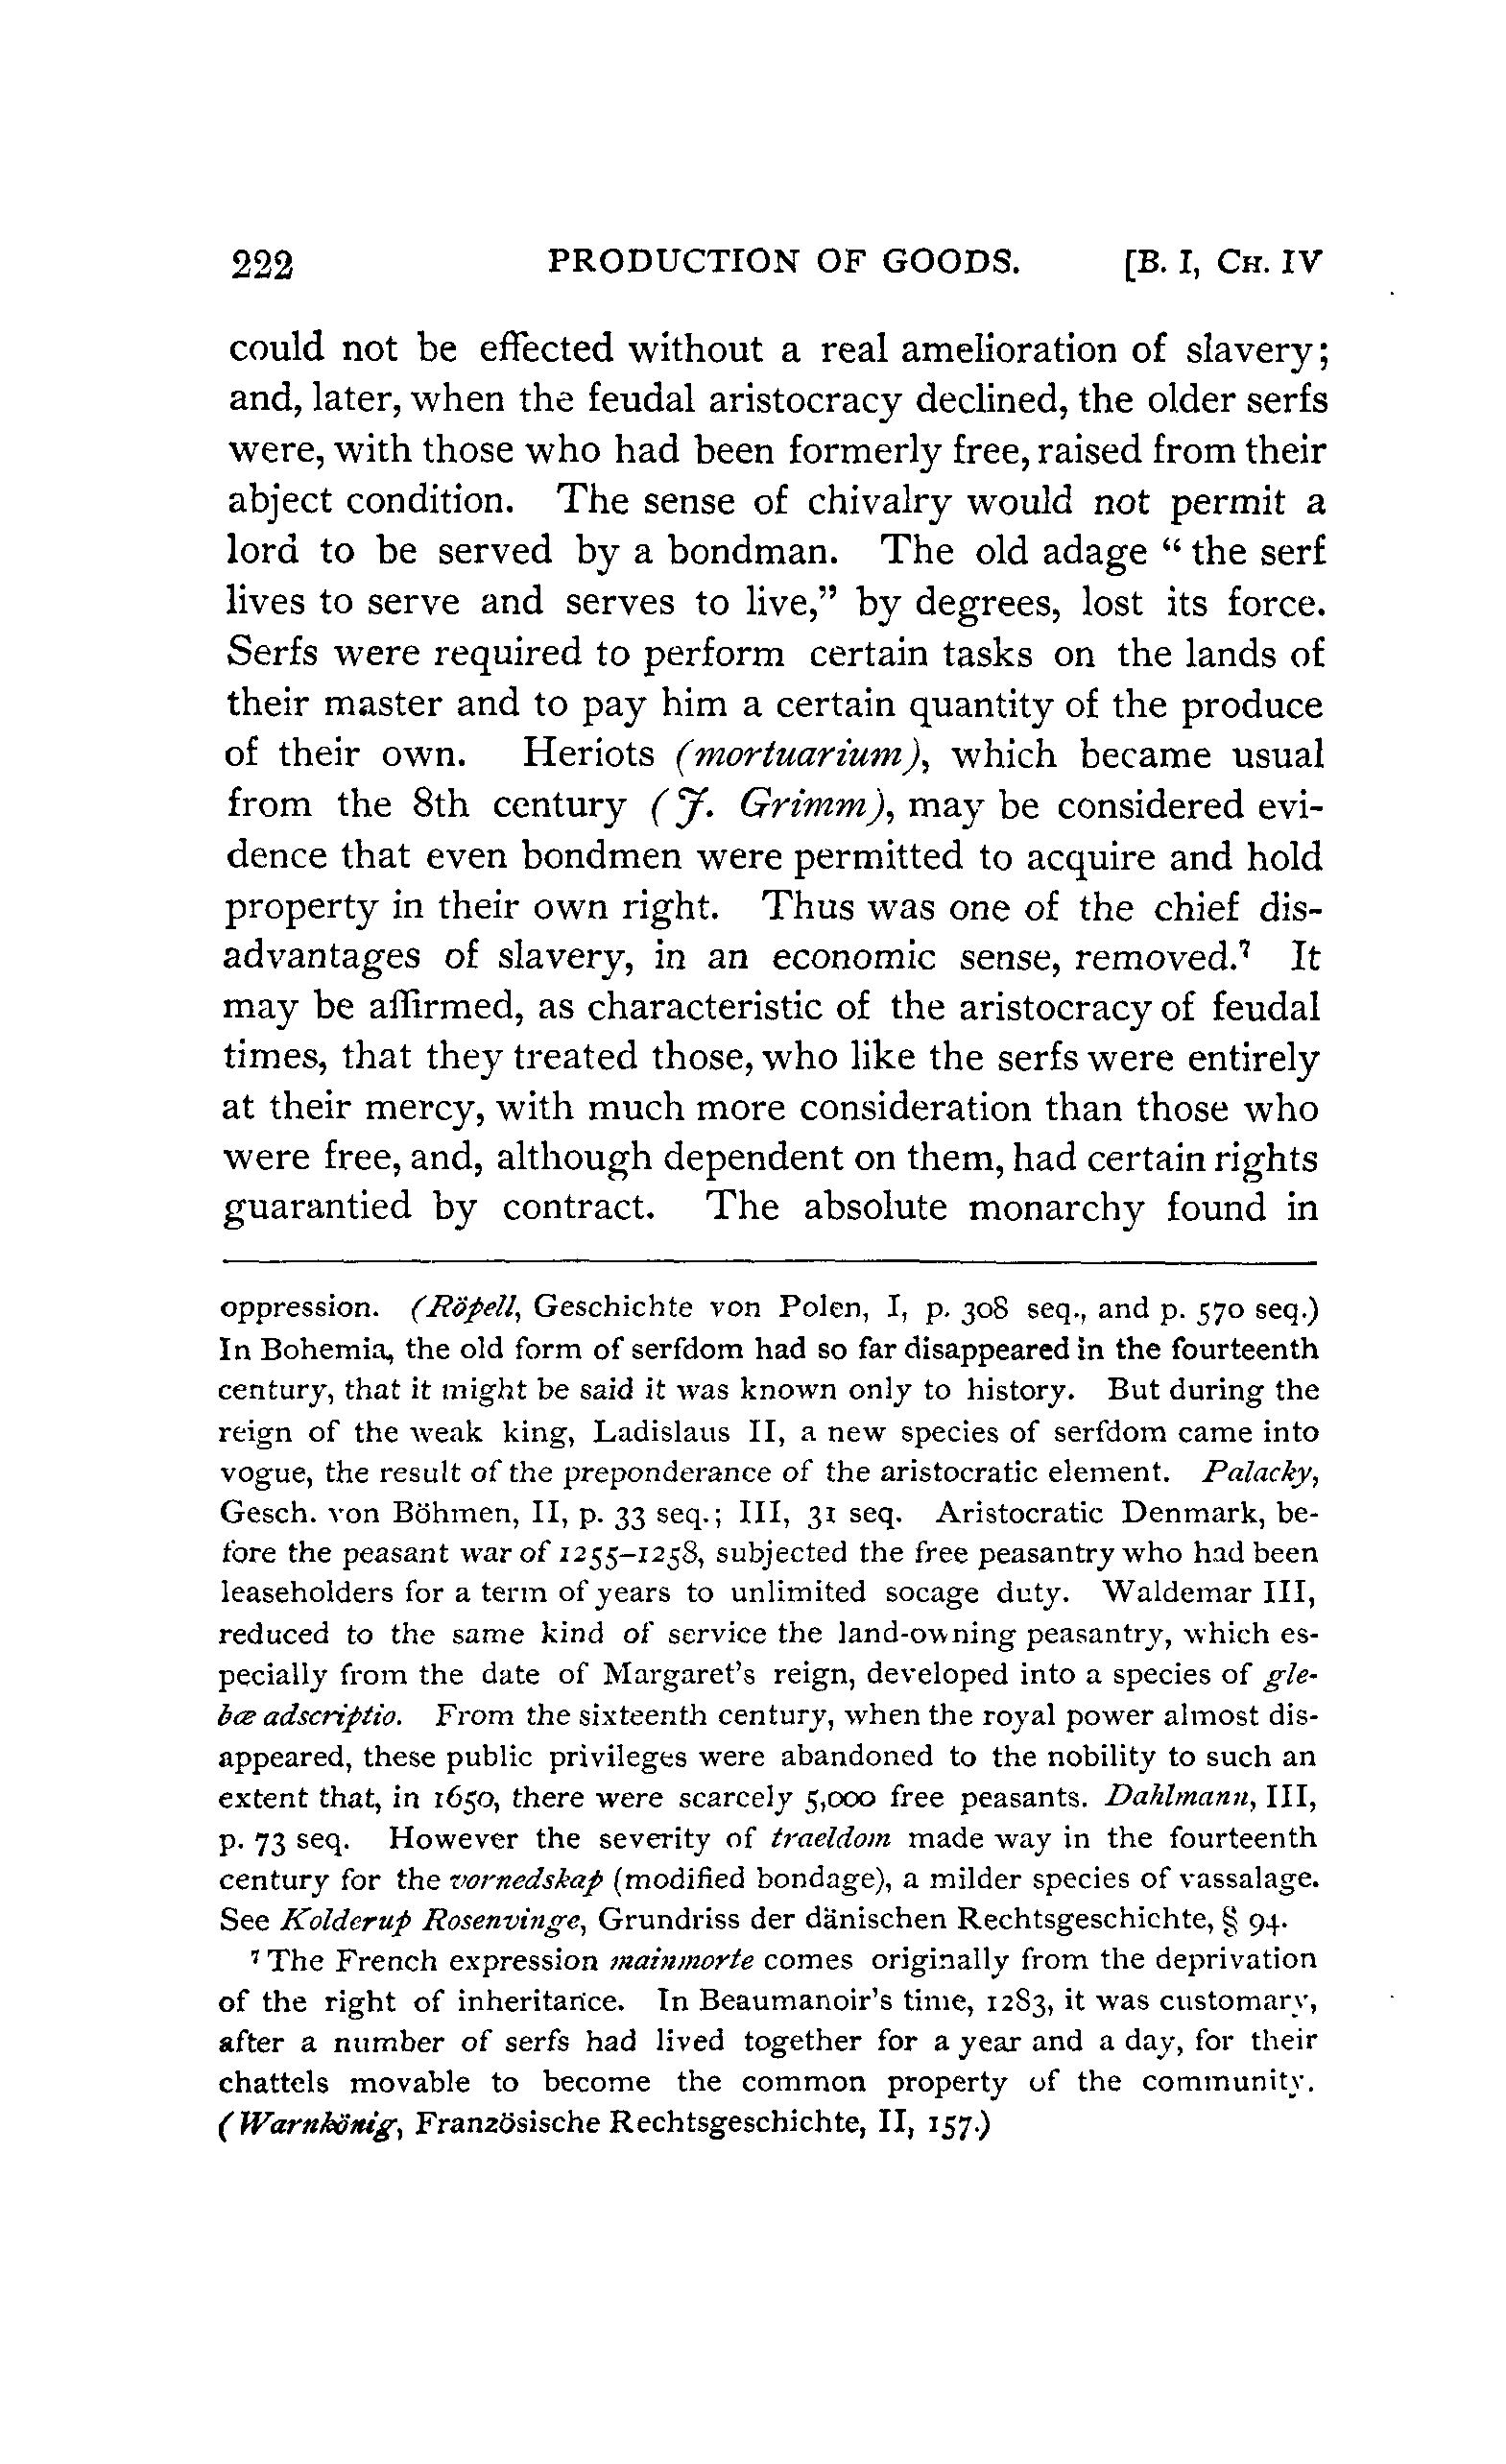 222 PRODUCTION OF GOODS. [B. I, CH. IV
could not be effected without a real amelioration of slavery;
and, later, when the feudal aristocracy declined, the older serfs
were, with those who had been formerly free, raised from their
abject condition. The sense of chivalry would not permit a
lord to be served by a bondman. The old adage “ the serf
lives to serve and serves to live,” by degrees, lost its force.
Serfs were required to perform certain tasks on the lands of
their master and to pay him a certain quantity of the produce
of their own. Heriots (mortuarium), which became usual
from the 8th century (J. Grimm), may be considered evi-
dence that even bondmen were permitted to acquire and hold
property in their own right. Thus was one of the chief dis-
advantages of slavery, in an economic sense, removed.⁷ It
may be affirmed, as characteristic of the aristocracy of feudal
times, that they treated those, who like the serfs were entirely
at their mercy, with much more consideration than those who
were free, and, although dependent on them, had certain rights
guarantied by contract. The absolute monarchy found in
oppression. (Röpell, Geschichte von Polen, I, p. 308 seq., and p. 570 seq.)
In Bohemia, the old form of serfdom had so far disappeared in the fourteenth
century, that it might be said it was known only to history. But during the
reign of the weak king, Ladislaus II, a new species of serfdom came into
vogue, the result of the preponderance of the aristocratic element. Palacky,
Gesch. von Böhmen, II, p. 33 seq.; III, 31 seq. Aristocratic Denmark, be-
fore the peasant war of 1255–1258, subjected the free peasantry who had been
leaseholders for a term of years to unlimited socage duty. Waldemar III,
reduced to the same kind of service the land-owning peasantry, which es-
pecially from the date of Margaret's reign, developed into a species of gle-
bæ adscriptio. From the sixteenth century, when the royal power almost dis-
appeared, these public privileges were abandoned to the nobility to such an
extent that, in 1650, there were scarcely 5,000 free peasants. Dahlmann, III,
p. 73 seq. However the severity of traeldom made way in the fourteenth
century for the vornedskap (modified bondage), a milder species of vassalage.
See Kolderup Rosenvinge, Grundriss der dänischen Rechtsgeschichte, § 94.
⁷ The French expression mainmorte comes originally from the deprivation
of the right of inheritance. In Beaumanoir's time, 1283, it was customary,
after a number of serfs had lived together for a year and a day, for their
chattels movable to become the common property of the community.
(Warnkönig, Französische Rechtsgeschichte, II, 157.)